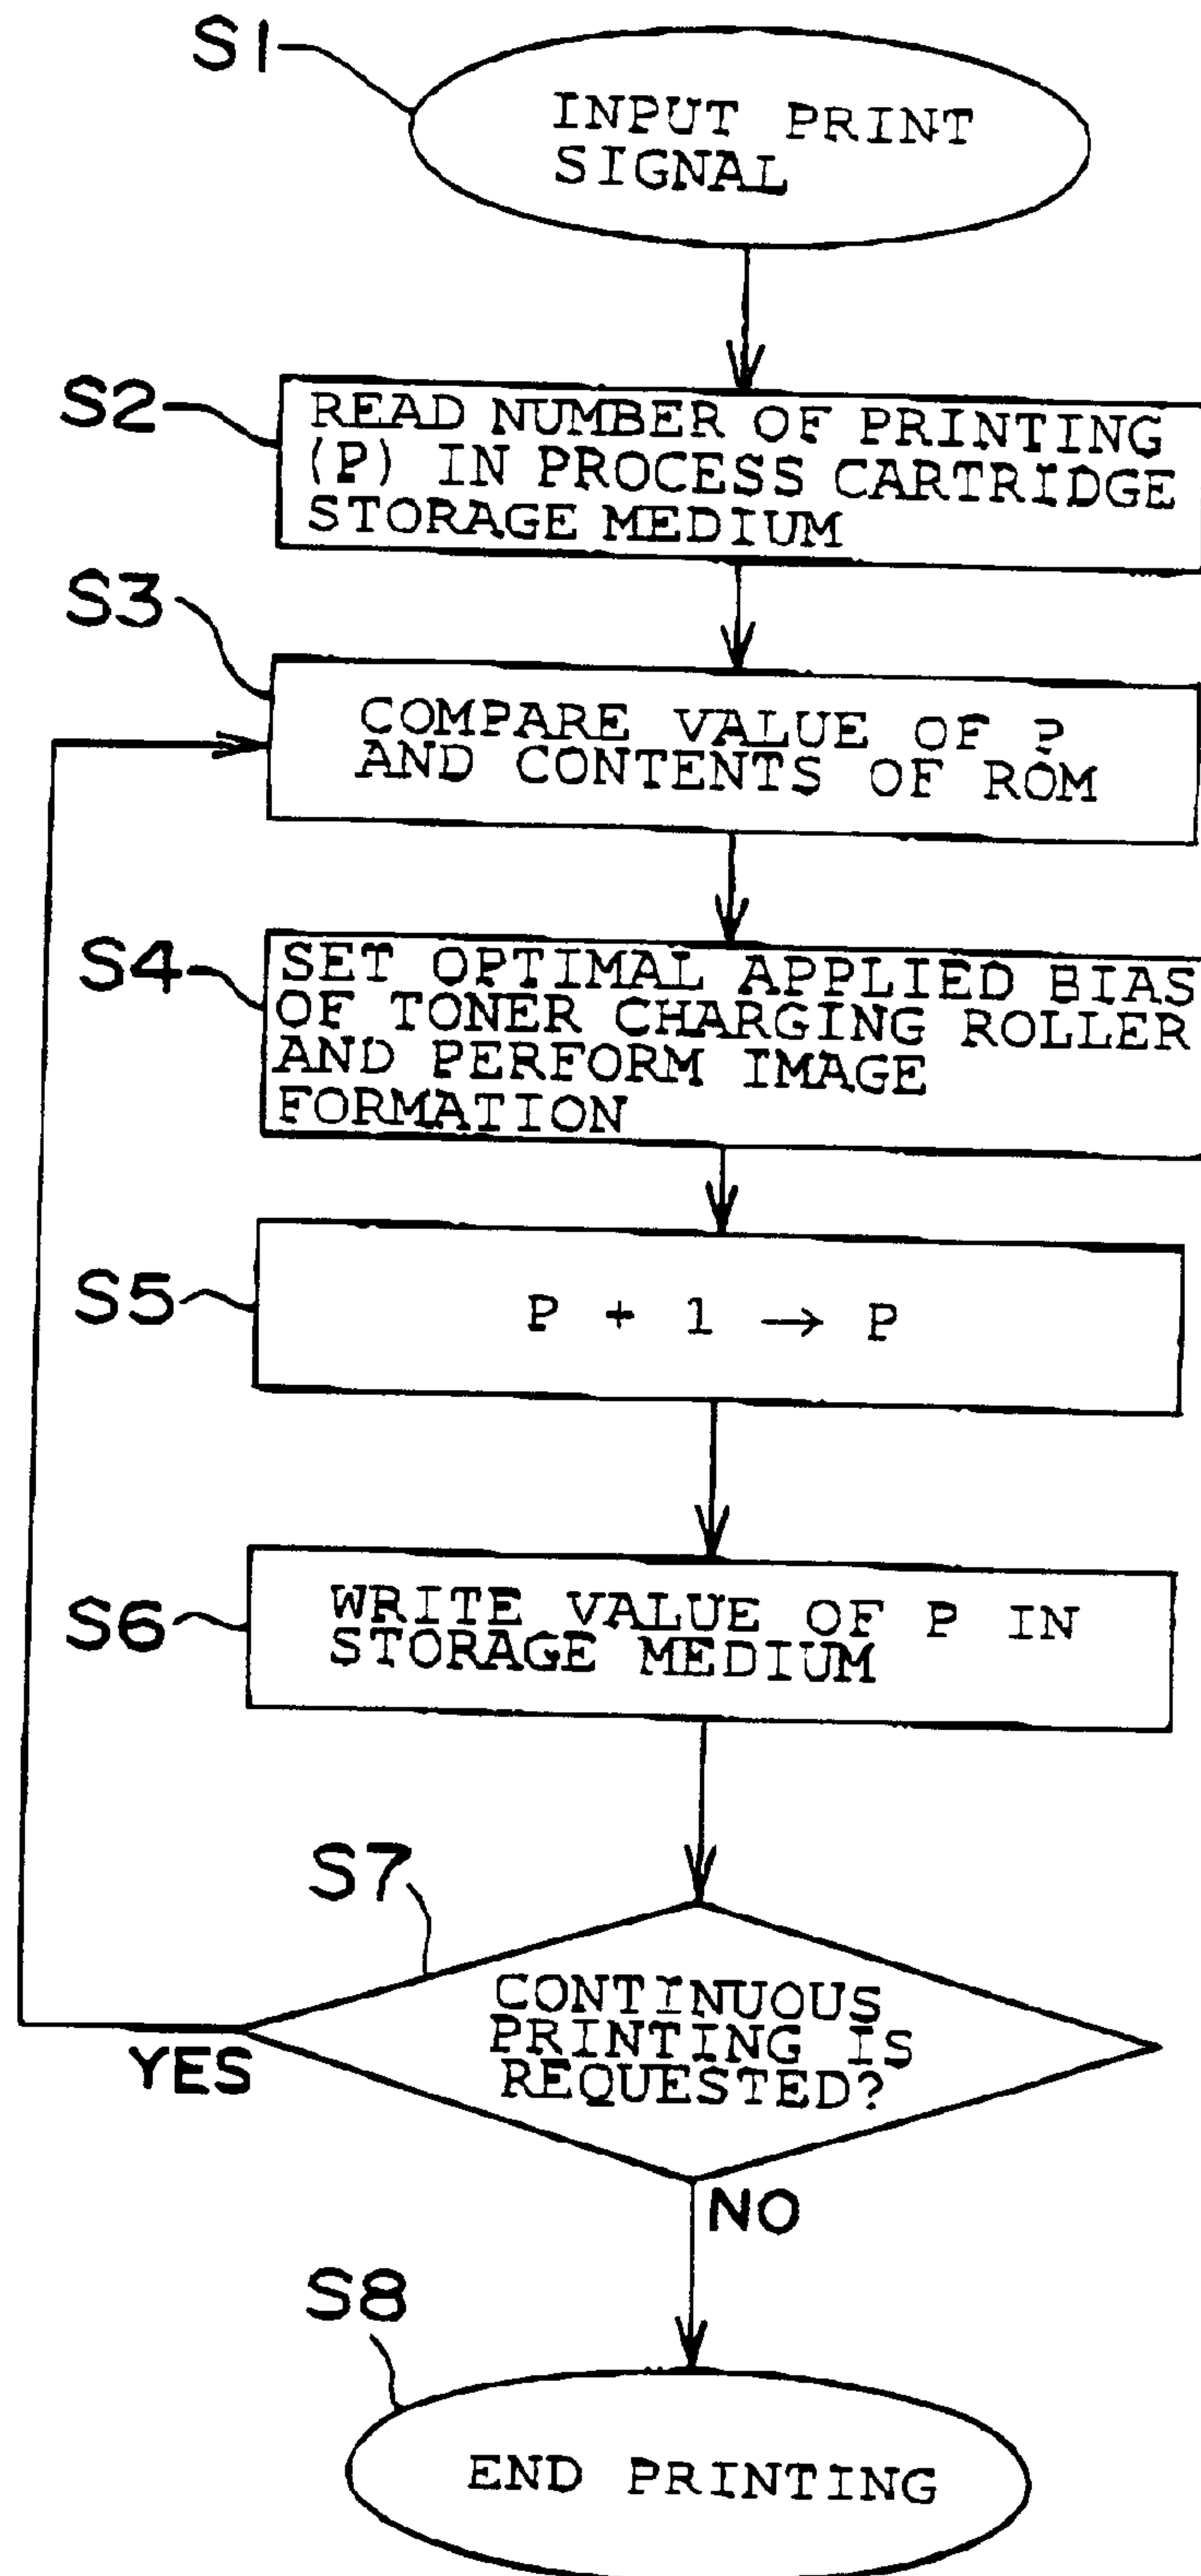 S1
INPUT PRINT
SIGNAL
S2
READ NUMBER OF PRINTING
(P) IN PROCESS CARTRIDGE
STORAGE MEDIUM
S3
COMPARE VALUE OF P
AND CONTENTS OF ROM
S4
SET OPTIMAL APPLIED BIAS
OF TONER CHARGING ROLLER
AND PERFORM IMAGE
FORMATION
S5
P + 1 → P
S6
WRITE VALUE OF P IN
STORAGE MEDIUM
S7
CONTINUOUS
PRINTING IS
REQUESTED?
YES
NO
S8
END PRINTING